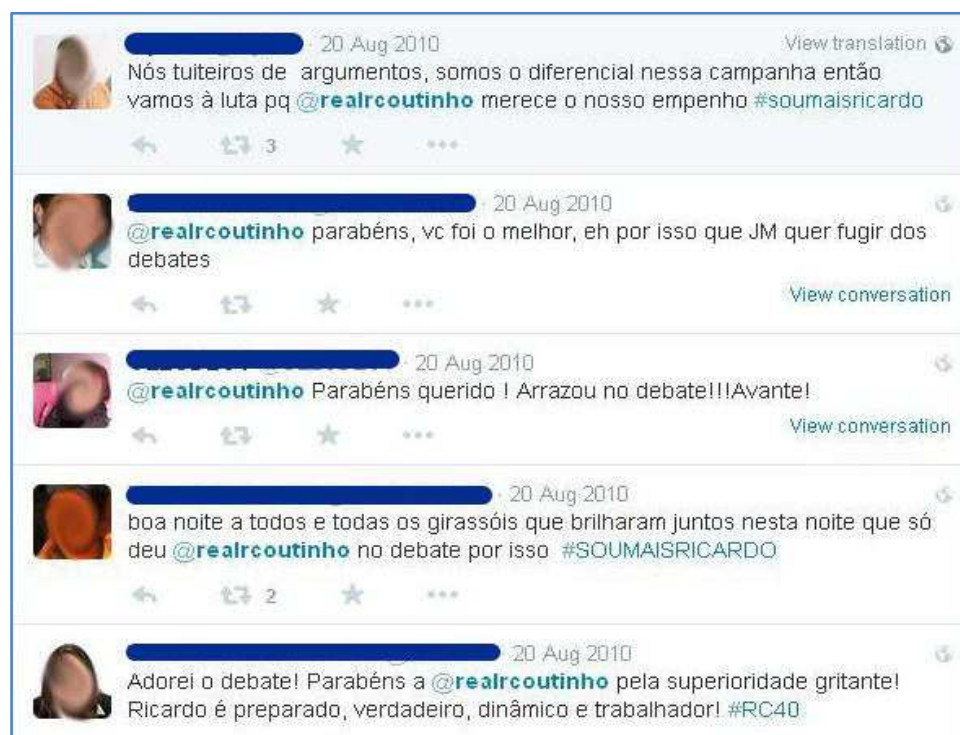 20 Aug 2010 View translation
Nós tuiteiros de argumentos, somos o diferencial nessa campanha então
vamos à luta pq @realrcoutinho merece o nosso empenho #soumaisricardo
3
20 Aug 2010
@realrcoutinho parabéns, vc foi o melhor, eh por isso que JM quer fugir dos
debates
View conversation
20 Aug 2010
@realrcoutinho Parabéns querido ! Arrazou no debate!!!Avante!
View conversation
20 Aug 2010
boa noite a todos e todas os girassóis que brilharam juntos nesta noite que só
deu @realrcoutinho no debate por isso #SOUMAISRICARDO
2
20 Aug 2010
Adorei o debate! Parabéns a @realrcoutinho pela superioridade gritante!
Ricardo é preparado, verdadeiro, dinâmico e trabalhador! #RC40